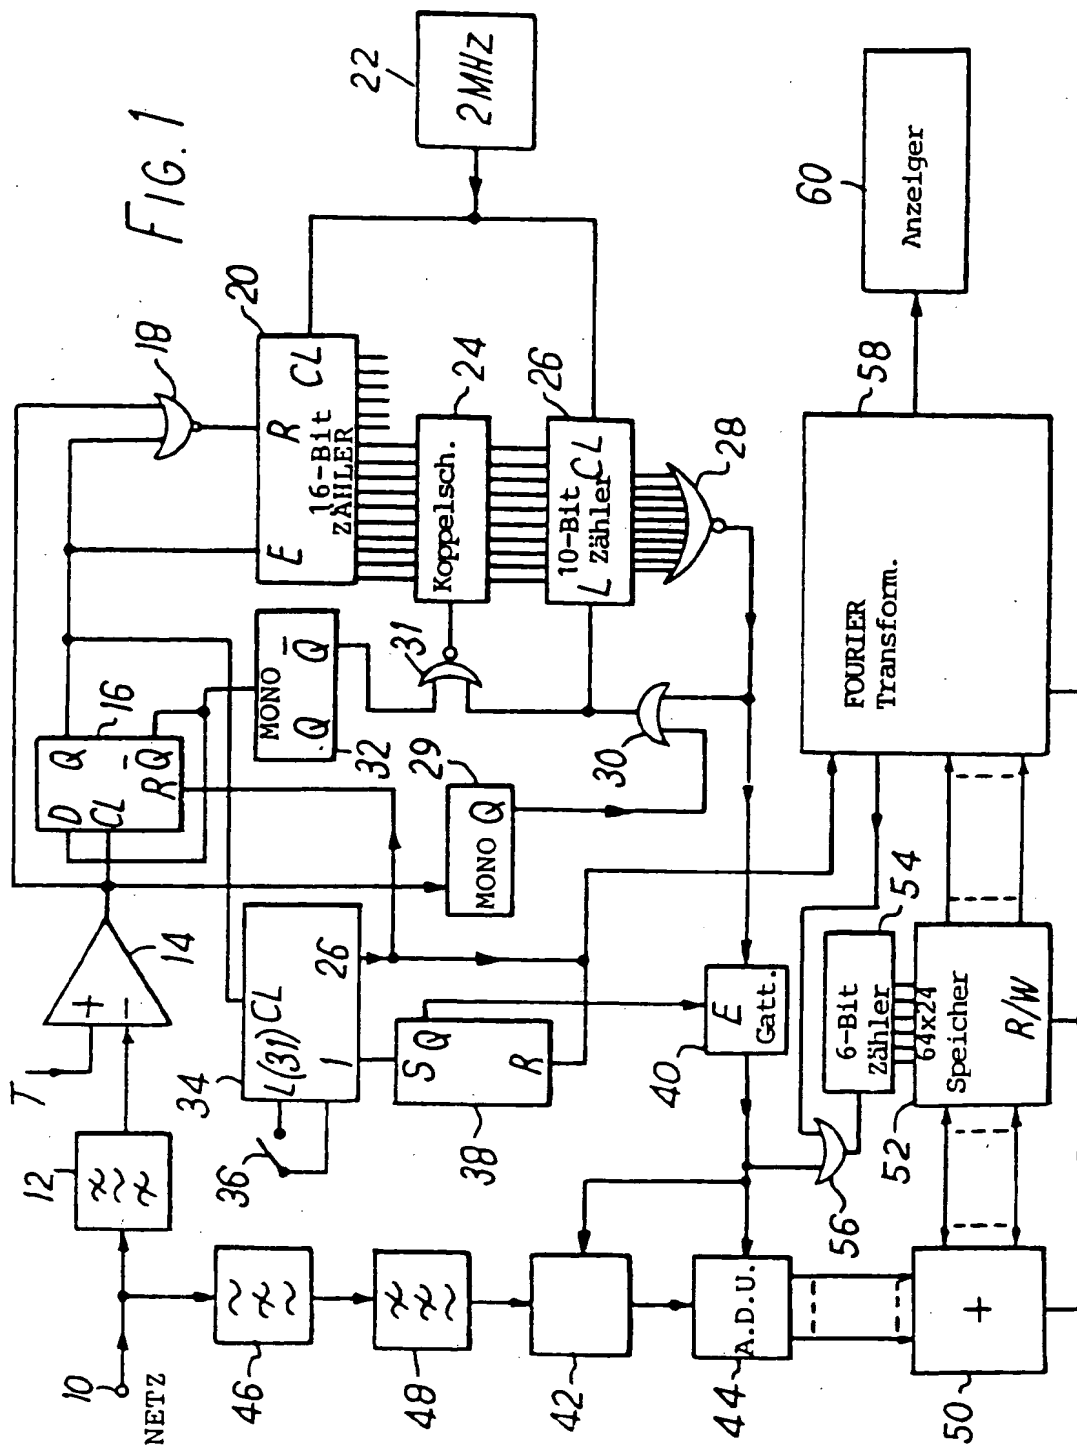 FIG. 1
10
NETZ
12
T
+
−
14
D
Q
CL
Q̅
R
16
18
20
E
R
CL
16-Bit
ZÄHLER
22
2MHZ
24
Koppelsch.
26
10-Bit
Zähler
L
CL
28
MONO
Q
Q̅
32
31
29
MONO Q
30
34
L(31)
CL
1
26
36
38
S
Q
R
40
E
Gatt.
46
48
42
44
A.D.U.
50
+
52
64x24
Speicher
R/W
54
6-Bit
Zähler
56
58
FOURIER
Transform.
60
Anzeiger